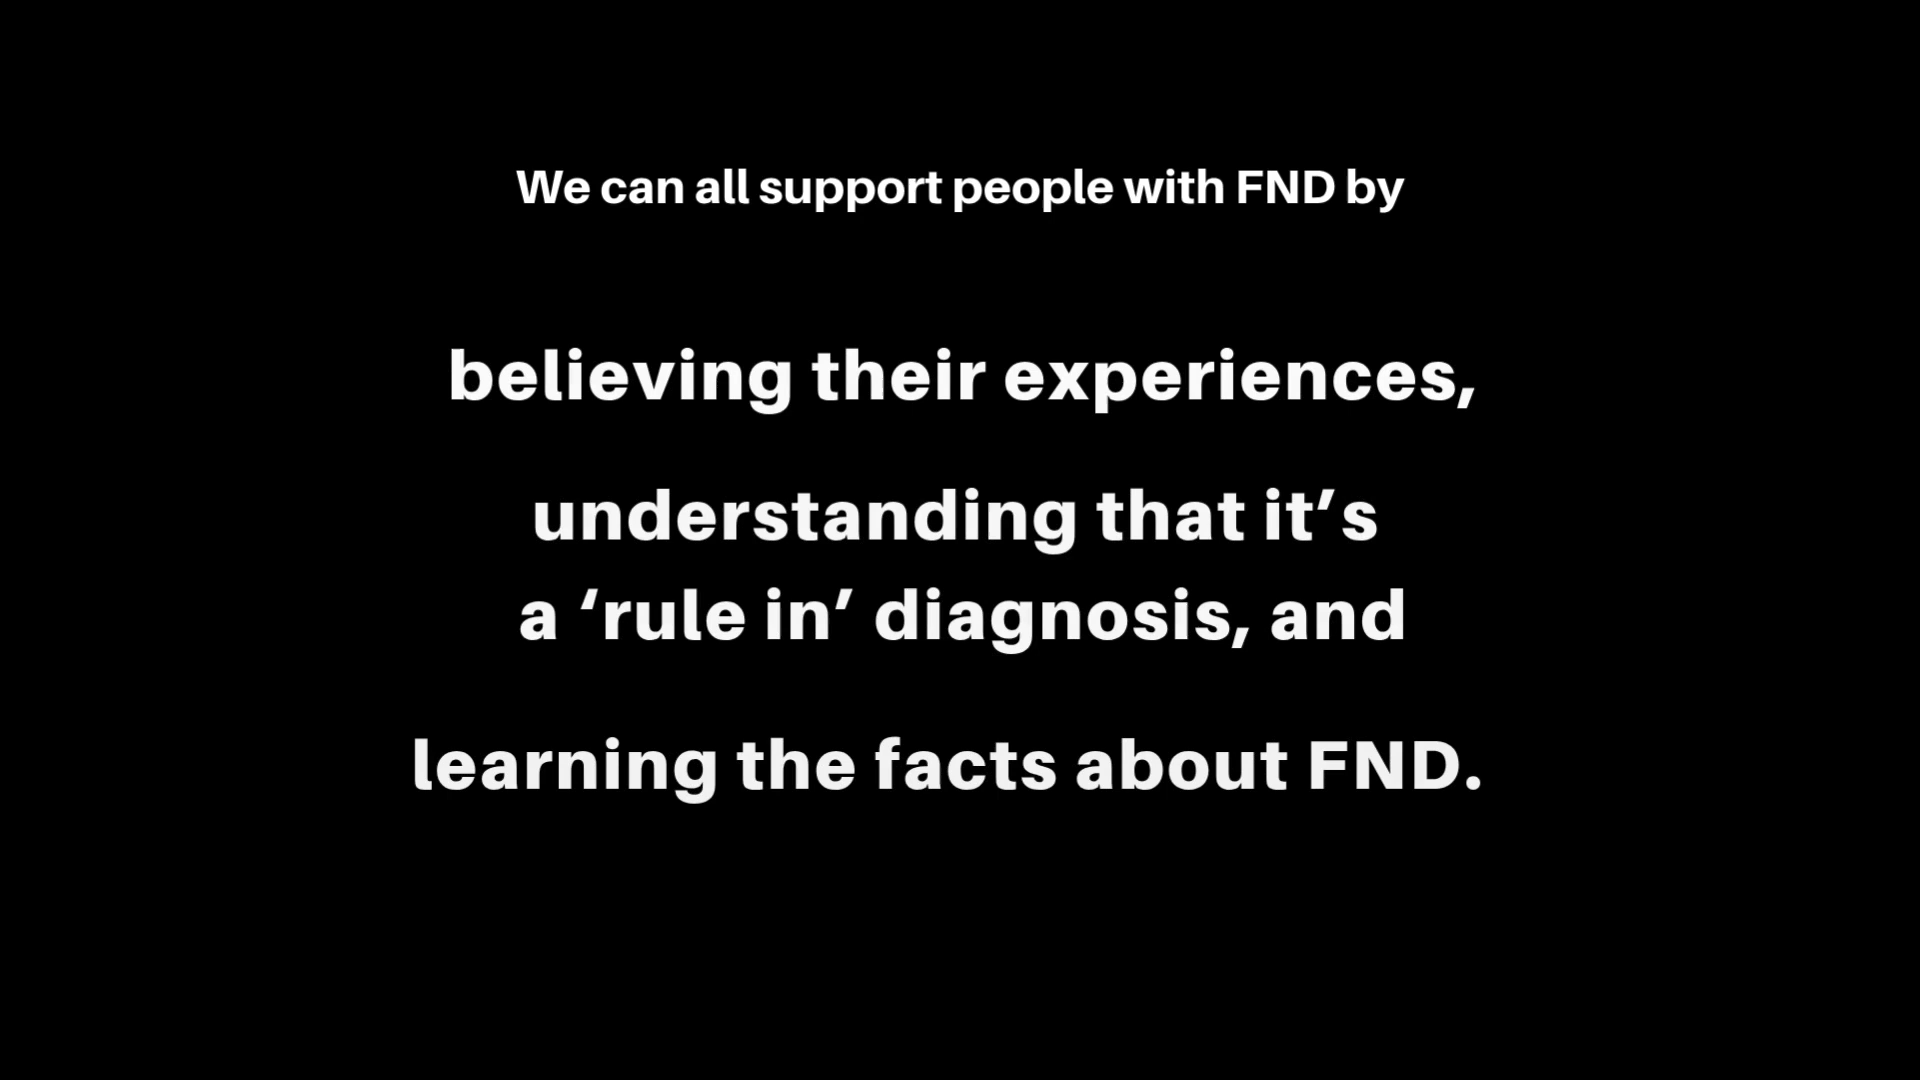 We can all support people with FND by
believing their experiences,
understanding that it’s
a ‘rule in’ diagnosis, and
learning the facts about FND.